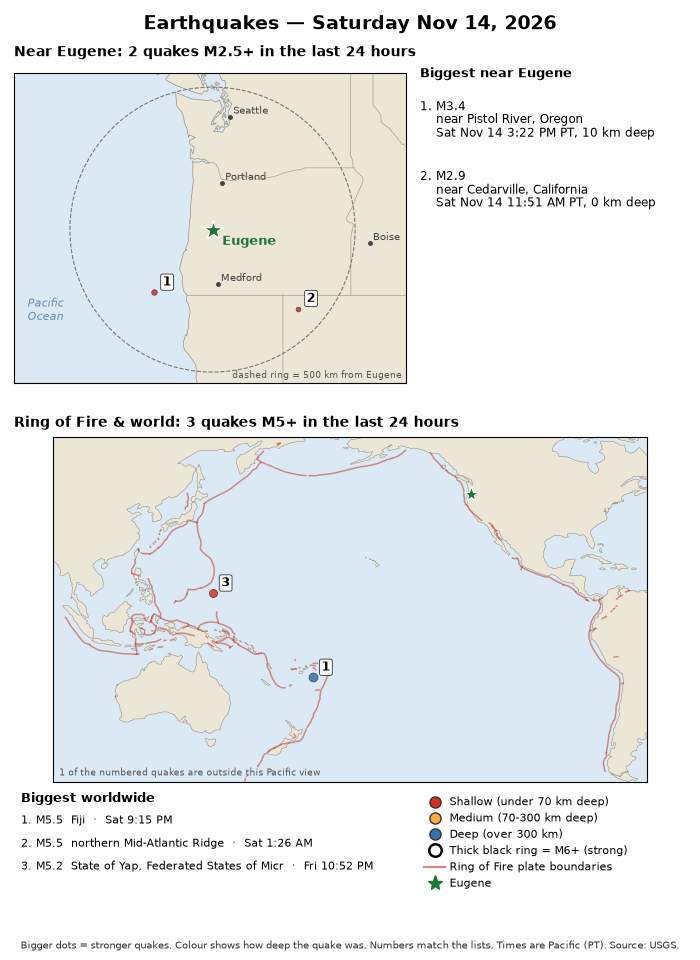 Earthquakes — Saturday Nov 14, 2026
Near Eugene: 2 quakes M2.5+ in the last 24 hours
Seattle
Portland
Eugene
Boise
Medford
1
2
Pacific
Ocean
dashed ring = 500 km from Eugene
Biggest near Eugene
1. M3.4
near Pistol River, Oregon
Sat Nov 14 3:22 PM PT, 10 km deep
2. M2.9
near Cedarville, California
Sat Nov 14 11:51 AM PT, 0 km deep
Ring of Fire & world: 3 quakes M5+ in the last 24 hours
3
1
1 of the numbered quakes are outside this Pacific view
Biggest worldwide
1. M5.5 Fiji · Sat 9:15 PM
2. M5.5 northern Mid-Atlantic Ridge · Sat 1:26 AM
3. M5.2 State of Yap, Federated States of Micr · Fri 10:52 PM
Shallow (under 70 km deep)
Medium (70-300 km deep)
Deep (over 300 km)
Thick black ring = M6+ (strong)
Ring of Fire plate boundaries
Eugene
Bigger dots = stronger quakes. Colour shows how deep the quake was. Numbers match the lists. Times are Pacific (PT). Source: USGS.